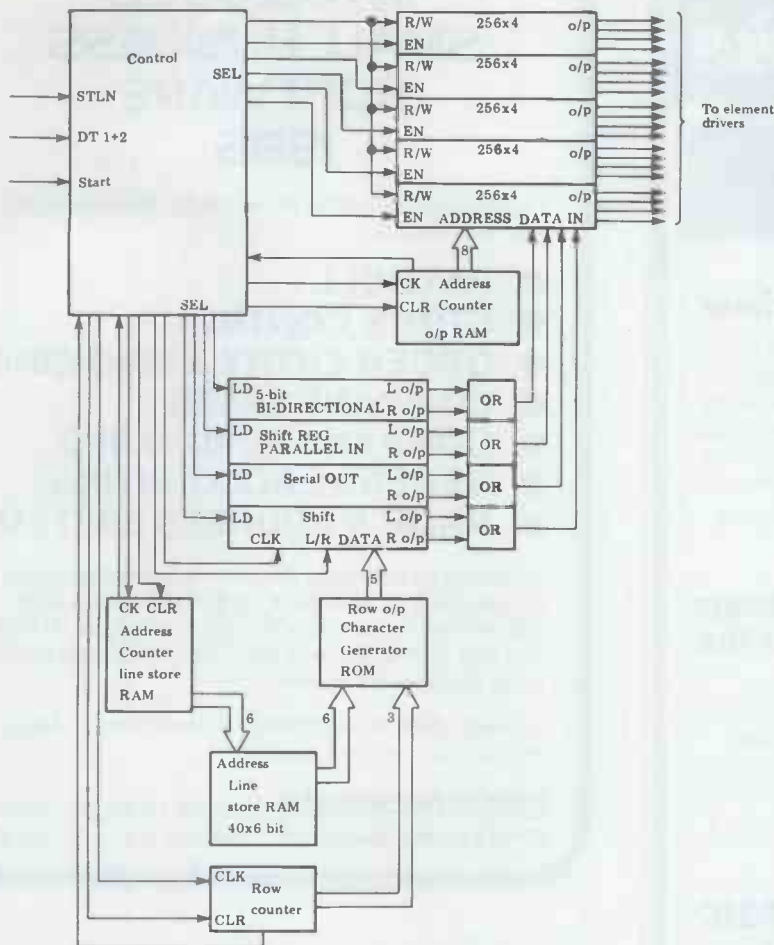 Control
SEL
STLN
DT 1+2
Start
SEL
R/W 256x4 o/p
EN
R/W 256x4 o/p
EN
R/W 256x4 o/p
EN
R/W 256x4 o/p
EN
R/W 256x4 o/p
EN ADDRESS DATA IN
To element
drivers
8
CK Address
CLR Counter
o/p RAM
LD 5-bit L o/p
BI-DIRECTIONAL R o/p
LD Shift REG L o/p
PARALLEL IN R o/p
LD Serial OUT L o/p
R o/p
LD Shift L o/p
CLK L/R DATA R o/p
OR
OR
OR
OR
5
CK CLR
Address
Counter
line store
RAM
Row o/p
Character
Generator
ROM
6
6
3
Address
Line
store RAM
40x6 bit
CLK
Row
counter
CLR